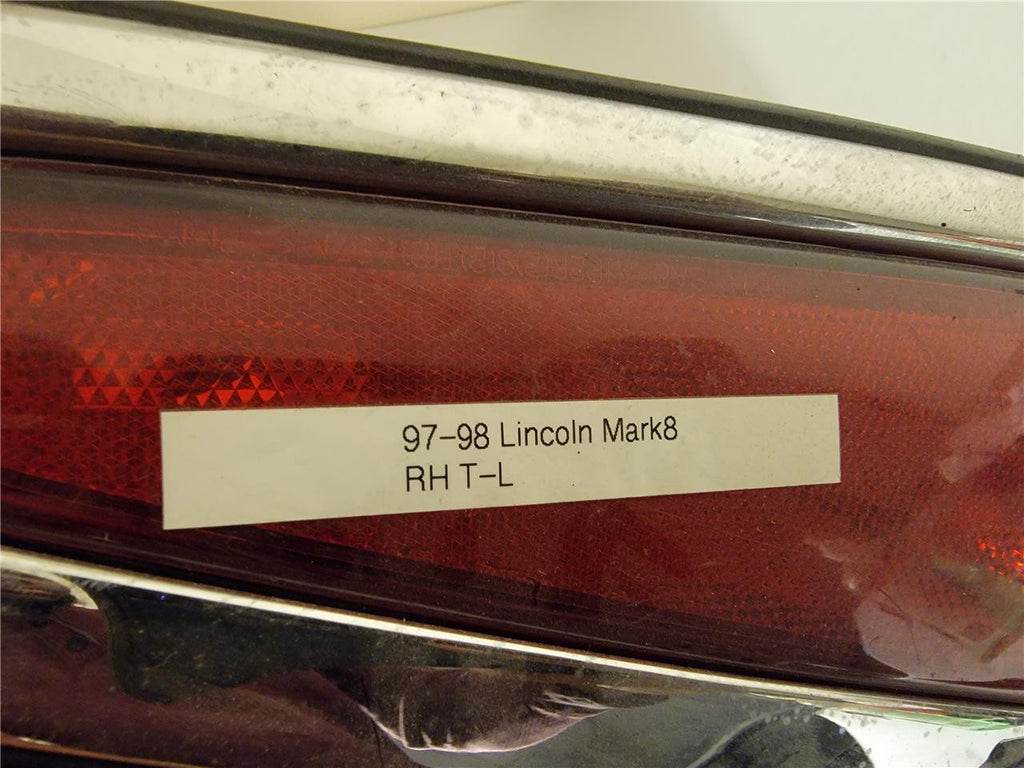 97-98 Lincoln Mark8
RH T-L